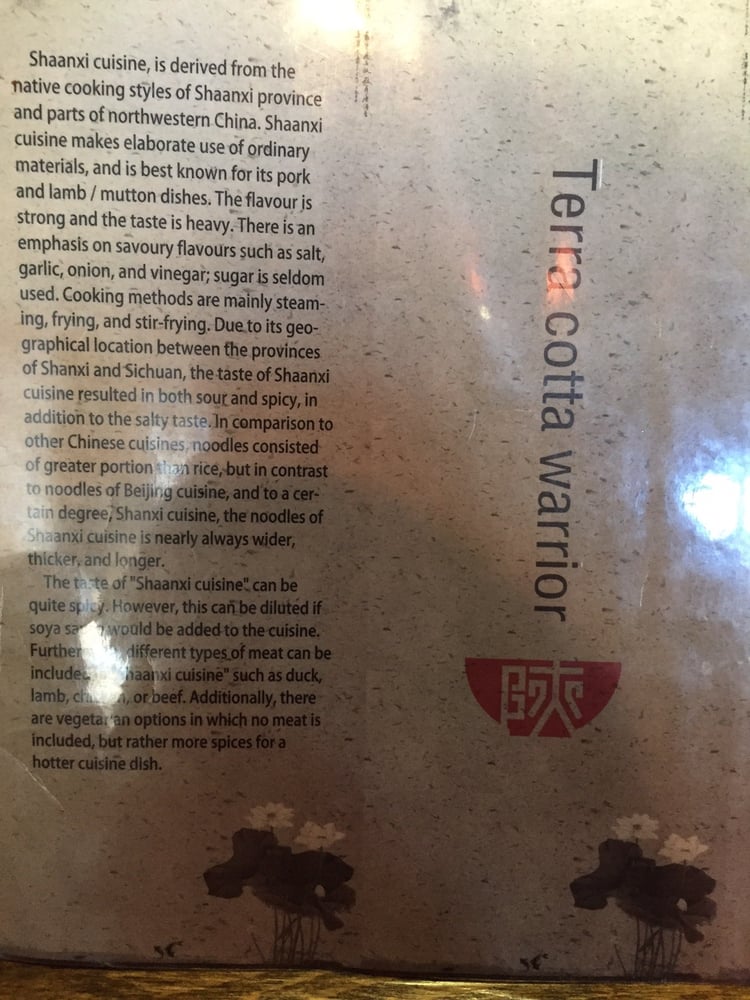 Shaanxi cuisine, is derived from the
native cooking styles of Shaanxi province
and parts of northwestern China. Shaanxi
cuisine makes elaborate use of ordinary
materials, and is best known for its pork
and lamb / mutton dishes. The flavour is
strong and the taste is heavy. There is an
emphasis on savoury flavours such as salt,
garlic, onion, and vinegar; sugar is seldom
used. Cooking methods are mainly steam-
ing, frying, and stir-frying. Due to its geo-
graphical location between the provinces
of Shanxi and Sichuan, the taste of Shaanxi
cuisine resulted in both sour and spicy, in
addition to the salty taste. In comparison to
other Chinese cuisines, noodles consisted
of greater portion than rice, but in contrast
to noodles of Beijing cuisine, and to a cer-
tain degree, Shanxi cuisine, the noodles of
Shaanxi cuisine is nearly always wider,
thicker, and longer.
The taste of "Shaanxi cuisine" can be
quite spicy. However, this can be diluted if
soya would be added to the cuisine.
different types of meat can be
Shaanxi cuisine" such as duck,
lamb, or beef. Additionally, there
are vegetarian options in which no meat is
included, but rather more spices for a
hotter cuisine dish.
Terra cotta warrior
陕